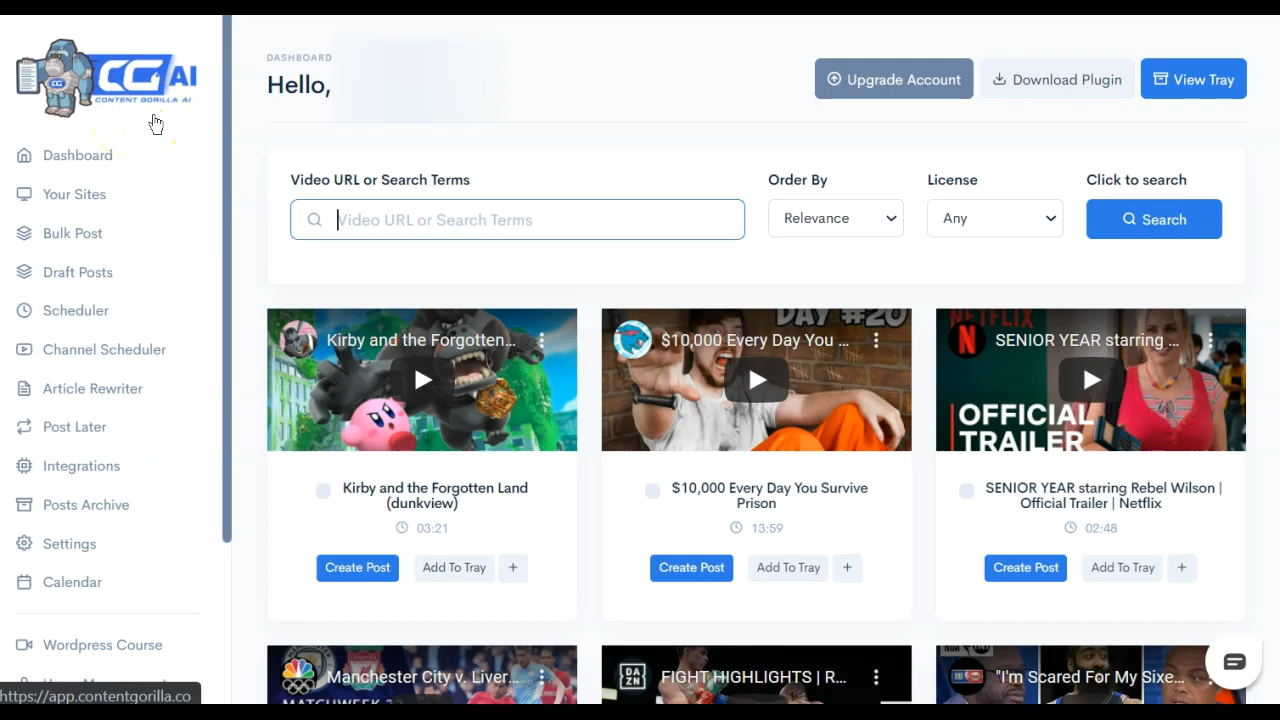 CG AI
CONTENT GORILLA AI
Dashboard
Your Sites
Bulk Post
Draft Posts
Scheduler
Channel Scheduler
Article Rewriter
Post Later
Integrations
Posts Archive
Settings
Calendar
Wordpress Course
https://app.contentgorilla.co
DASHBOARD
Hello,
Upgrade Account
Download Plugin
View Tray
Video URL or Search Terms
Order By
License
Click to search
Video URL or Search Terms
Relevance
Any
Search
Kirby and the Forgotten...
Kirby and the Forgotten Land
(dunkview)
03:21
Create Post
Add To Tray
+
DAY #20
$10,000 Every Day You ...
$10,000 Every Day You Survive
Prison
13:59
Create Post
Add To Tray
+
NETFLIX
N
SENIOR YEAR starring ...
OFFICIAL
TRAILER
SENIOR YEAR starring Rebel Wilson |
Official Trailer | Netflix
02:48
Create Post
Add To Tray
+
Manchester City v. Liver...
DAZN
FIGHT HIGHLIGHTS | R...
"I'm Scared For My Sixe...